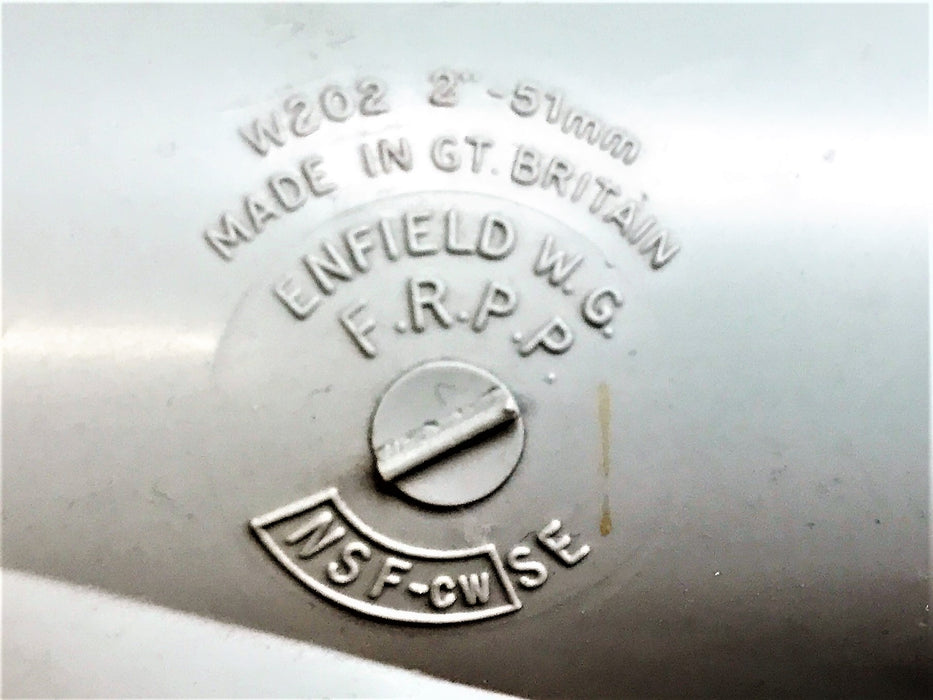 W202 2"-51mm
MADE IN GT. BRITAIN
ENFIELD W.G.
F.R.P.P.
NSF-CW SE